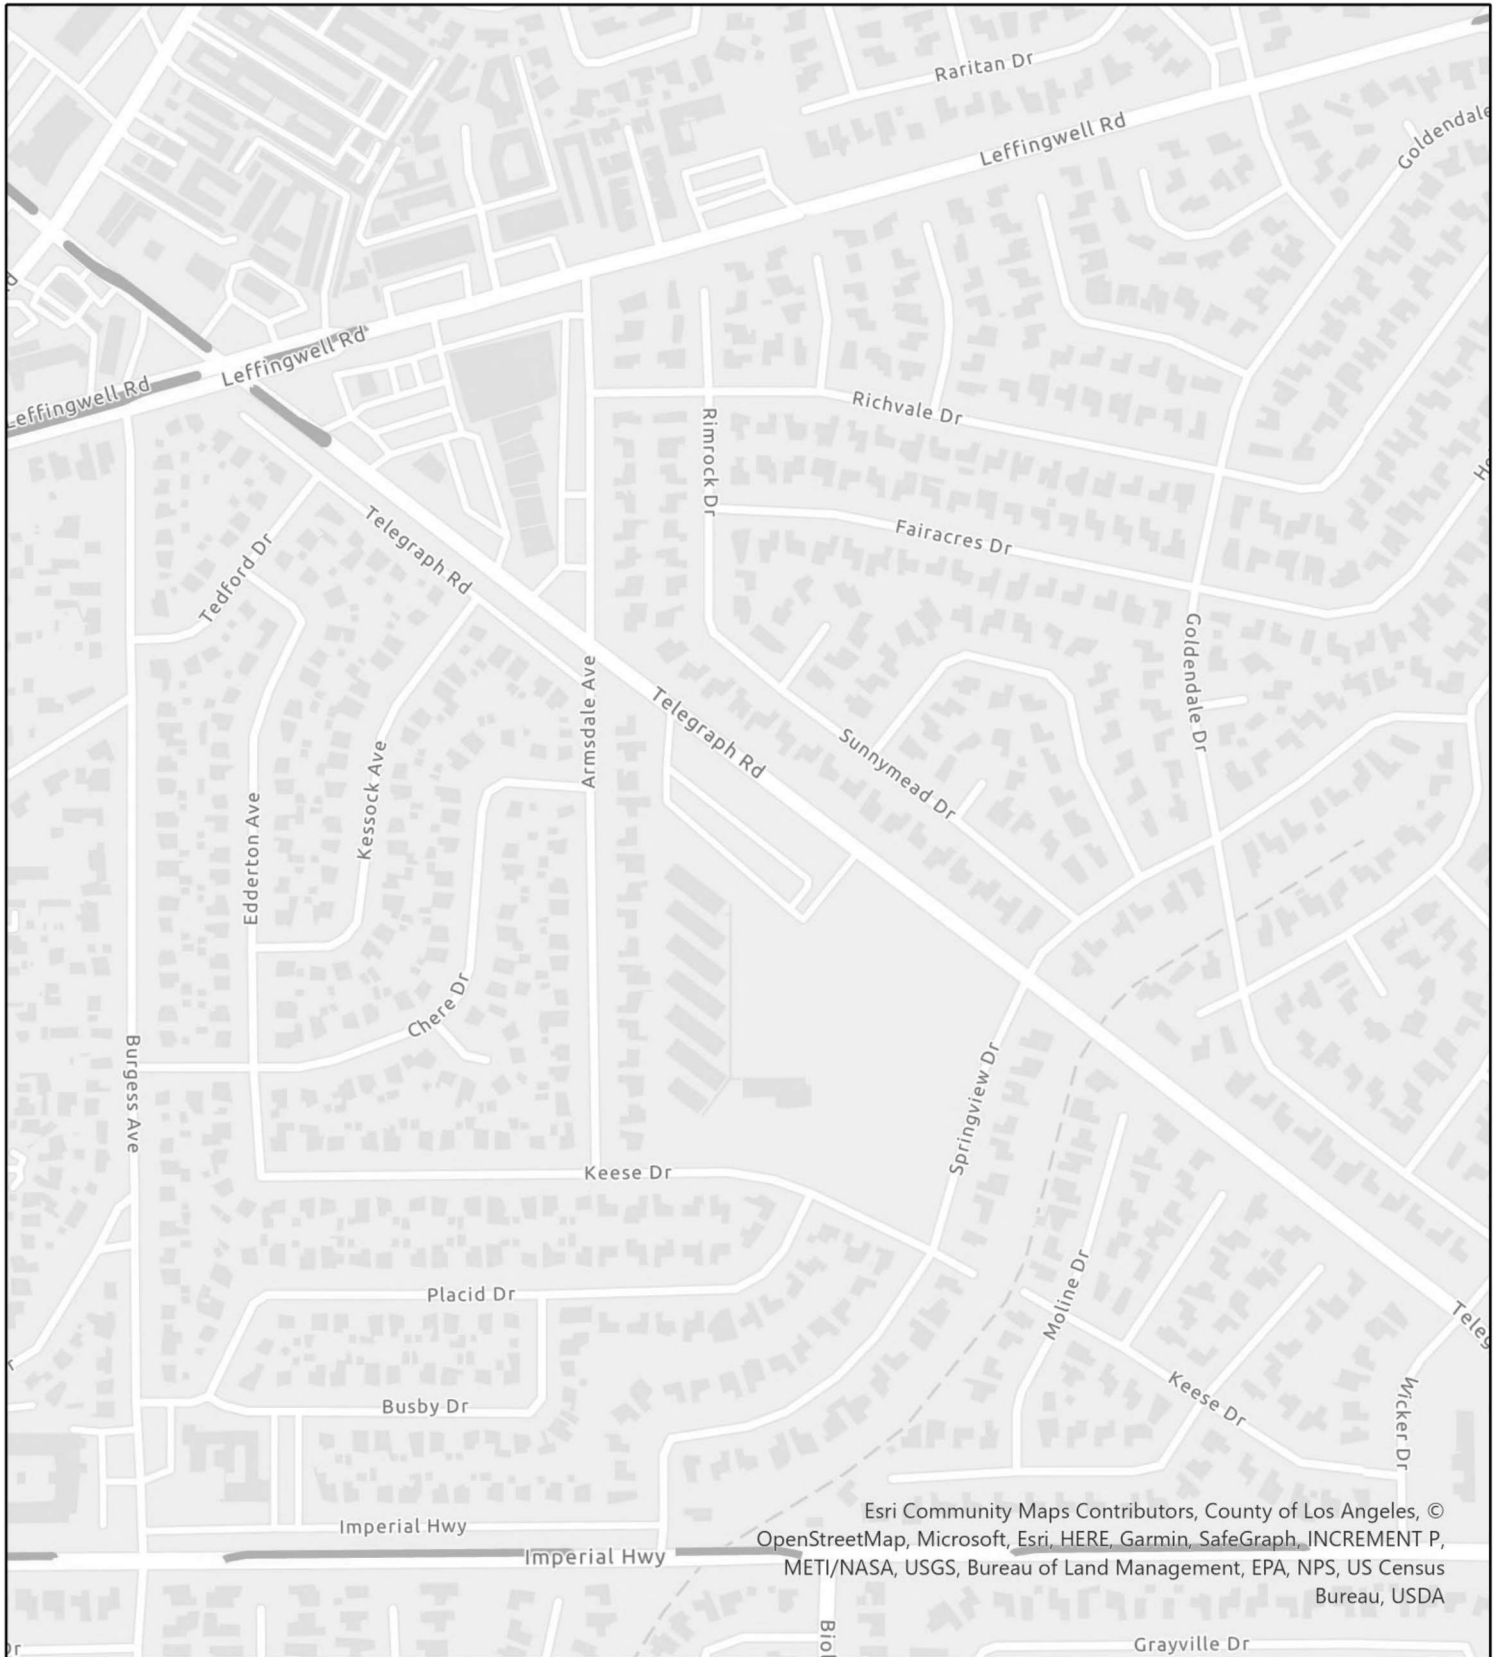 Raritan Dr
Leffingwell Rd
Goldendale
Leffingwell Rd
effingwell Rd
Richvale Dr
Rimrock Dr
Fairacres Dr
Telegraph Rd
Tedford Dr
Goldendale Dr
Armsdale Ave
Telegraph Rd
Sunnymead Dr
Kessock Ave
Edderton Ave
Chere Dr
Burgess Ave
Springview Dr
Keese Dr
Moline Dr
Placid Dr
Teleg
Keese Dr
Wicker Dr
Busby Dr
Imperial Hwy
Imperial Hwy
Esri Community Maps Contributors, County of Los Angeles, ©
OpenStreetMap, Microsoft, Esri, HERE, Garmin, SafeGraph, INCREMENT P,
METI/NASA, USGS, Bureau of Land Management, EPA, NPS, US Census
Bureau, USDA
Grayville Dr